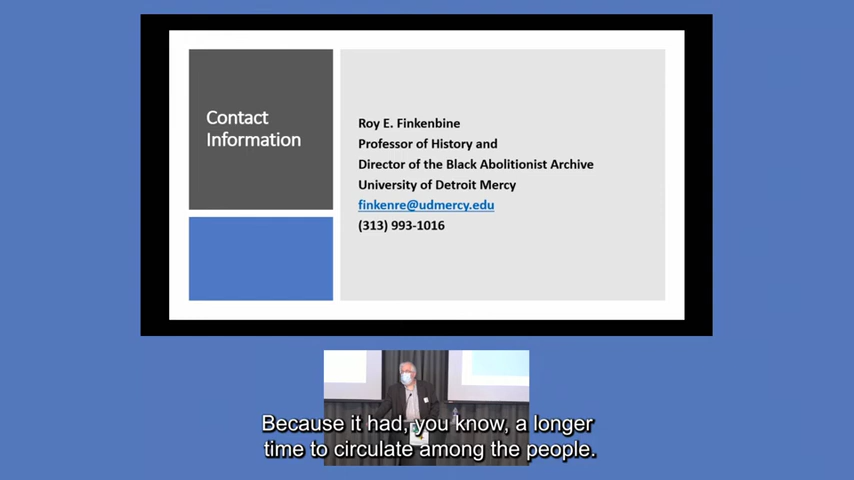 Contact
Information
Roy E. Finkenbine
Professor of History and
Director of the Black Abolitionist Archive
University of Detroit Mercy
finkenre@udmercy.edu
(313) 993-1016
Because it had, you know, a longer
time to circulate among the people.